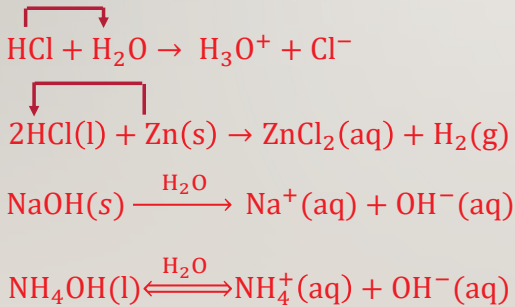 HCl + H₂O → H₃O⁺ + Cl⁻
2HCl(l) + Zn(s) → ZnCl₂(aq) + H₂(g)
H₂O
NaOH(s) ⟶ Na⁺(aq) + OH⁻(aq)
H₂O
NH₄OH(l) ⟺ NH₄⁺(aq) + OH⁻(aq)